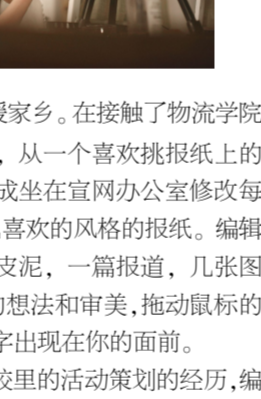 援家乡。在接触了物流学院
，从一个喜欢挑报纸上的
成坐在宣网办公室修改每
喜欢的风格的报纸。编辑
支泥，一篇报道，几张图
的想法和审美，拖动鼠标的
字出现在你的面前。
校里的活动策划的经历，编